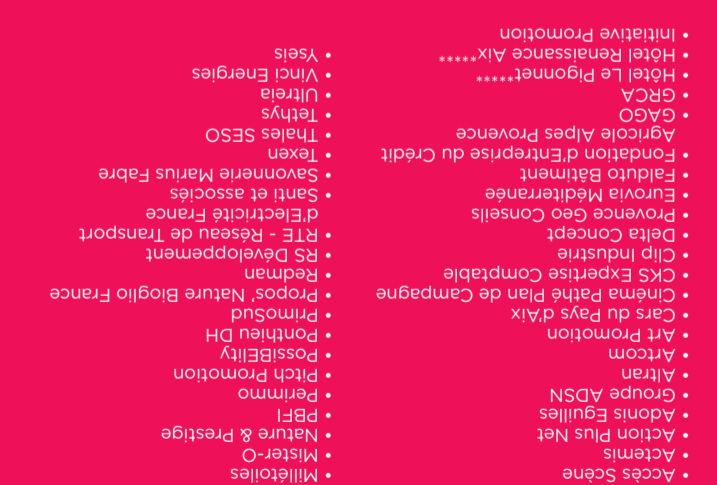 • Accès Scène
• Actemis
• Action Plus Net
• Adonis Eguilles
• Groupe ADSN
• Altran
• Artcom
• Art Promotion
• Cars du Pays d'Aix
• Cinéma Pathé Plan de Campagne
• CKS Expertise Comptable
• Clip Industrie
• Delta Concept
• Provence Geo Conseils
• Eurovia Méditerranée
• Falduto Bâtiment
• Fondation d'Entreprise du Crédit
Agricole Alpes Provence
• GAGO
• GRCA
• Hôtel Le Pigonnet*****
• Hôtel Renaissance Aix*****
• Initiative Promotion
• Millétoiles
• Mister-O
• Nature & Prestige
• PBFI
• Perimmo
• Pitch Promotion
• PossiBElity
• Ponthieu DH
• PrimoSud
• Propos' Nature Bioglio France
• Redman
• RS Développement
• RTE - Réseau de Transport
d'Electricité France
• Santi et associés
• Savonnerie Marius Fabre
• Texen
• Thales SESO
• Tethys
• Ultreia
• Vinci Energies
• Yseis